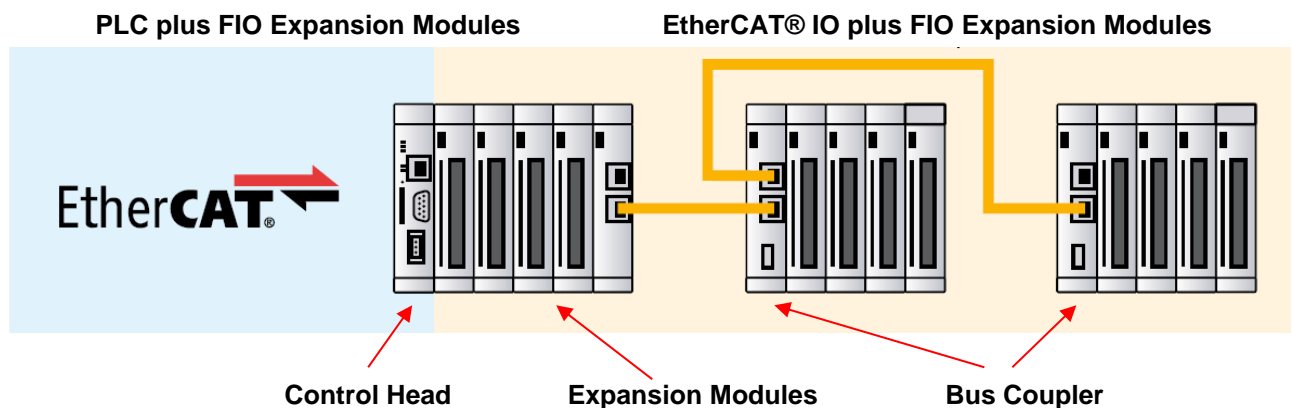 PLC plus FIO Expansion Modules
EtherCAT® IO plus FIO Expansion Modules
EtherCAT®
Control Head
Expansion Modules
Bus Coupler